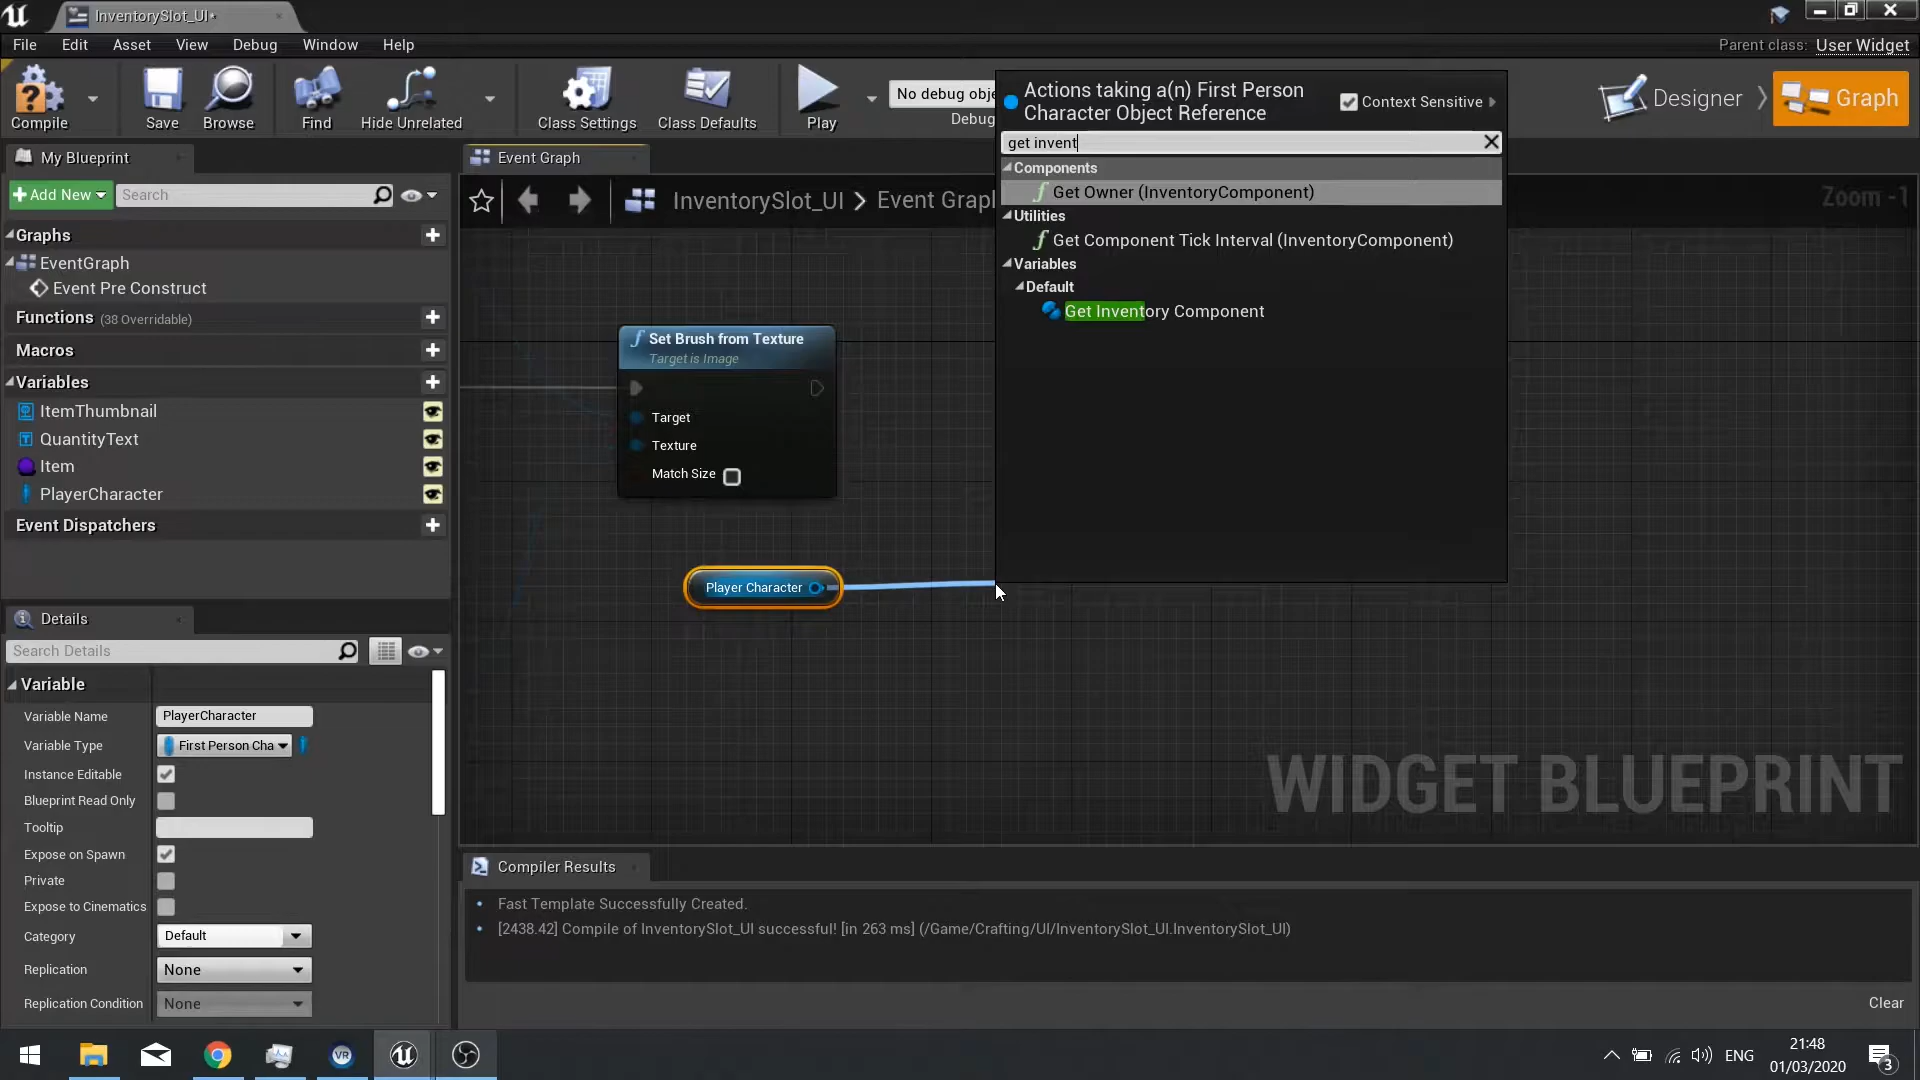 InventorySlot_UI*
File Edit Asset View Debug Window Help
Parent class: User Widget
Compile Save Browse Find Hide Unrelated Class Settings Class Defaults Play
No debug obje
Debug
Designer Graph
Actions taking a(n) First Person
Character Object Reference
Context Sensitive
get invent
Components
Get Owner (InventoryComponent)
Utilities
Get Component Tick Interval (InventoryComponent)
Variables
Default
Get Inventory Component
My Blueprint
Add New Search
Graphs
EventGraph
Event Pre Construct
Functions (38 Overridable)
Macros
Variables
ItemThumbnail
QuantityText
Item
PlayerCharacter
Event Dispatchers
Event Graph
InventorySlot_UI > Event Grap
Zoom -1
Set Brush from Texture
Target is Image
Target
Texture
Match Size
Player Character
WIDGET BLUEPRINT
Details
Search Details
Variable
Variable Name PlayerCharacter
Variable Type First Person Cha
Instance Editable
Blueprint Read Only
Tooltip
Expose on Spawn
Private
Expose to Cinematics
Category Default
Replication None
Replication Condition None
Compiler Results
• Fast Template Successfully Created.
• [2438.42] Compile of InventorySlot_UI successful! [in 263 ms] (/Game/Crafting/UI/InventorySlot_UI.InventorySlot_UI)
Clear
VR
ENG
21:48
01/03/2020
3